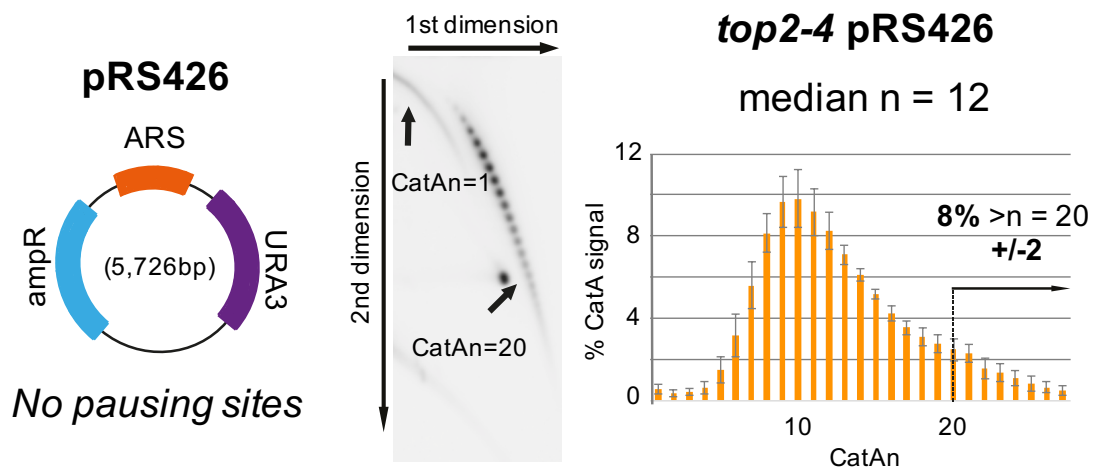 pRS426
ARS
ampR
(5,726bp)
URA3
No pausing sites
1st dimension
2nd dimension
CatAn=1
CatAn=20
top2-4 pRS426
median n = 12
12
8
4
0
% CatA signal
8% >n = 20
+/-2
10
20
CatAn